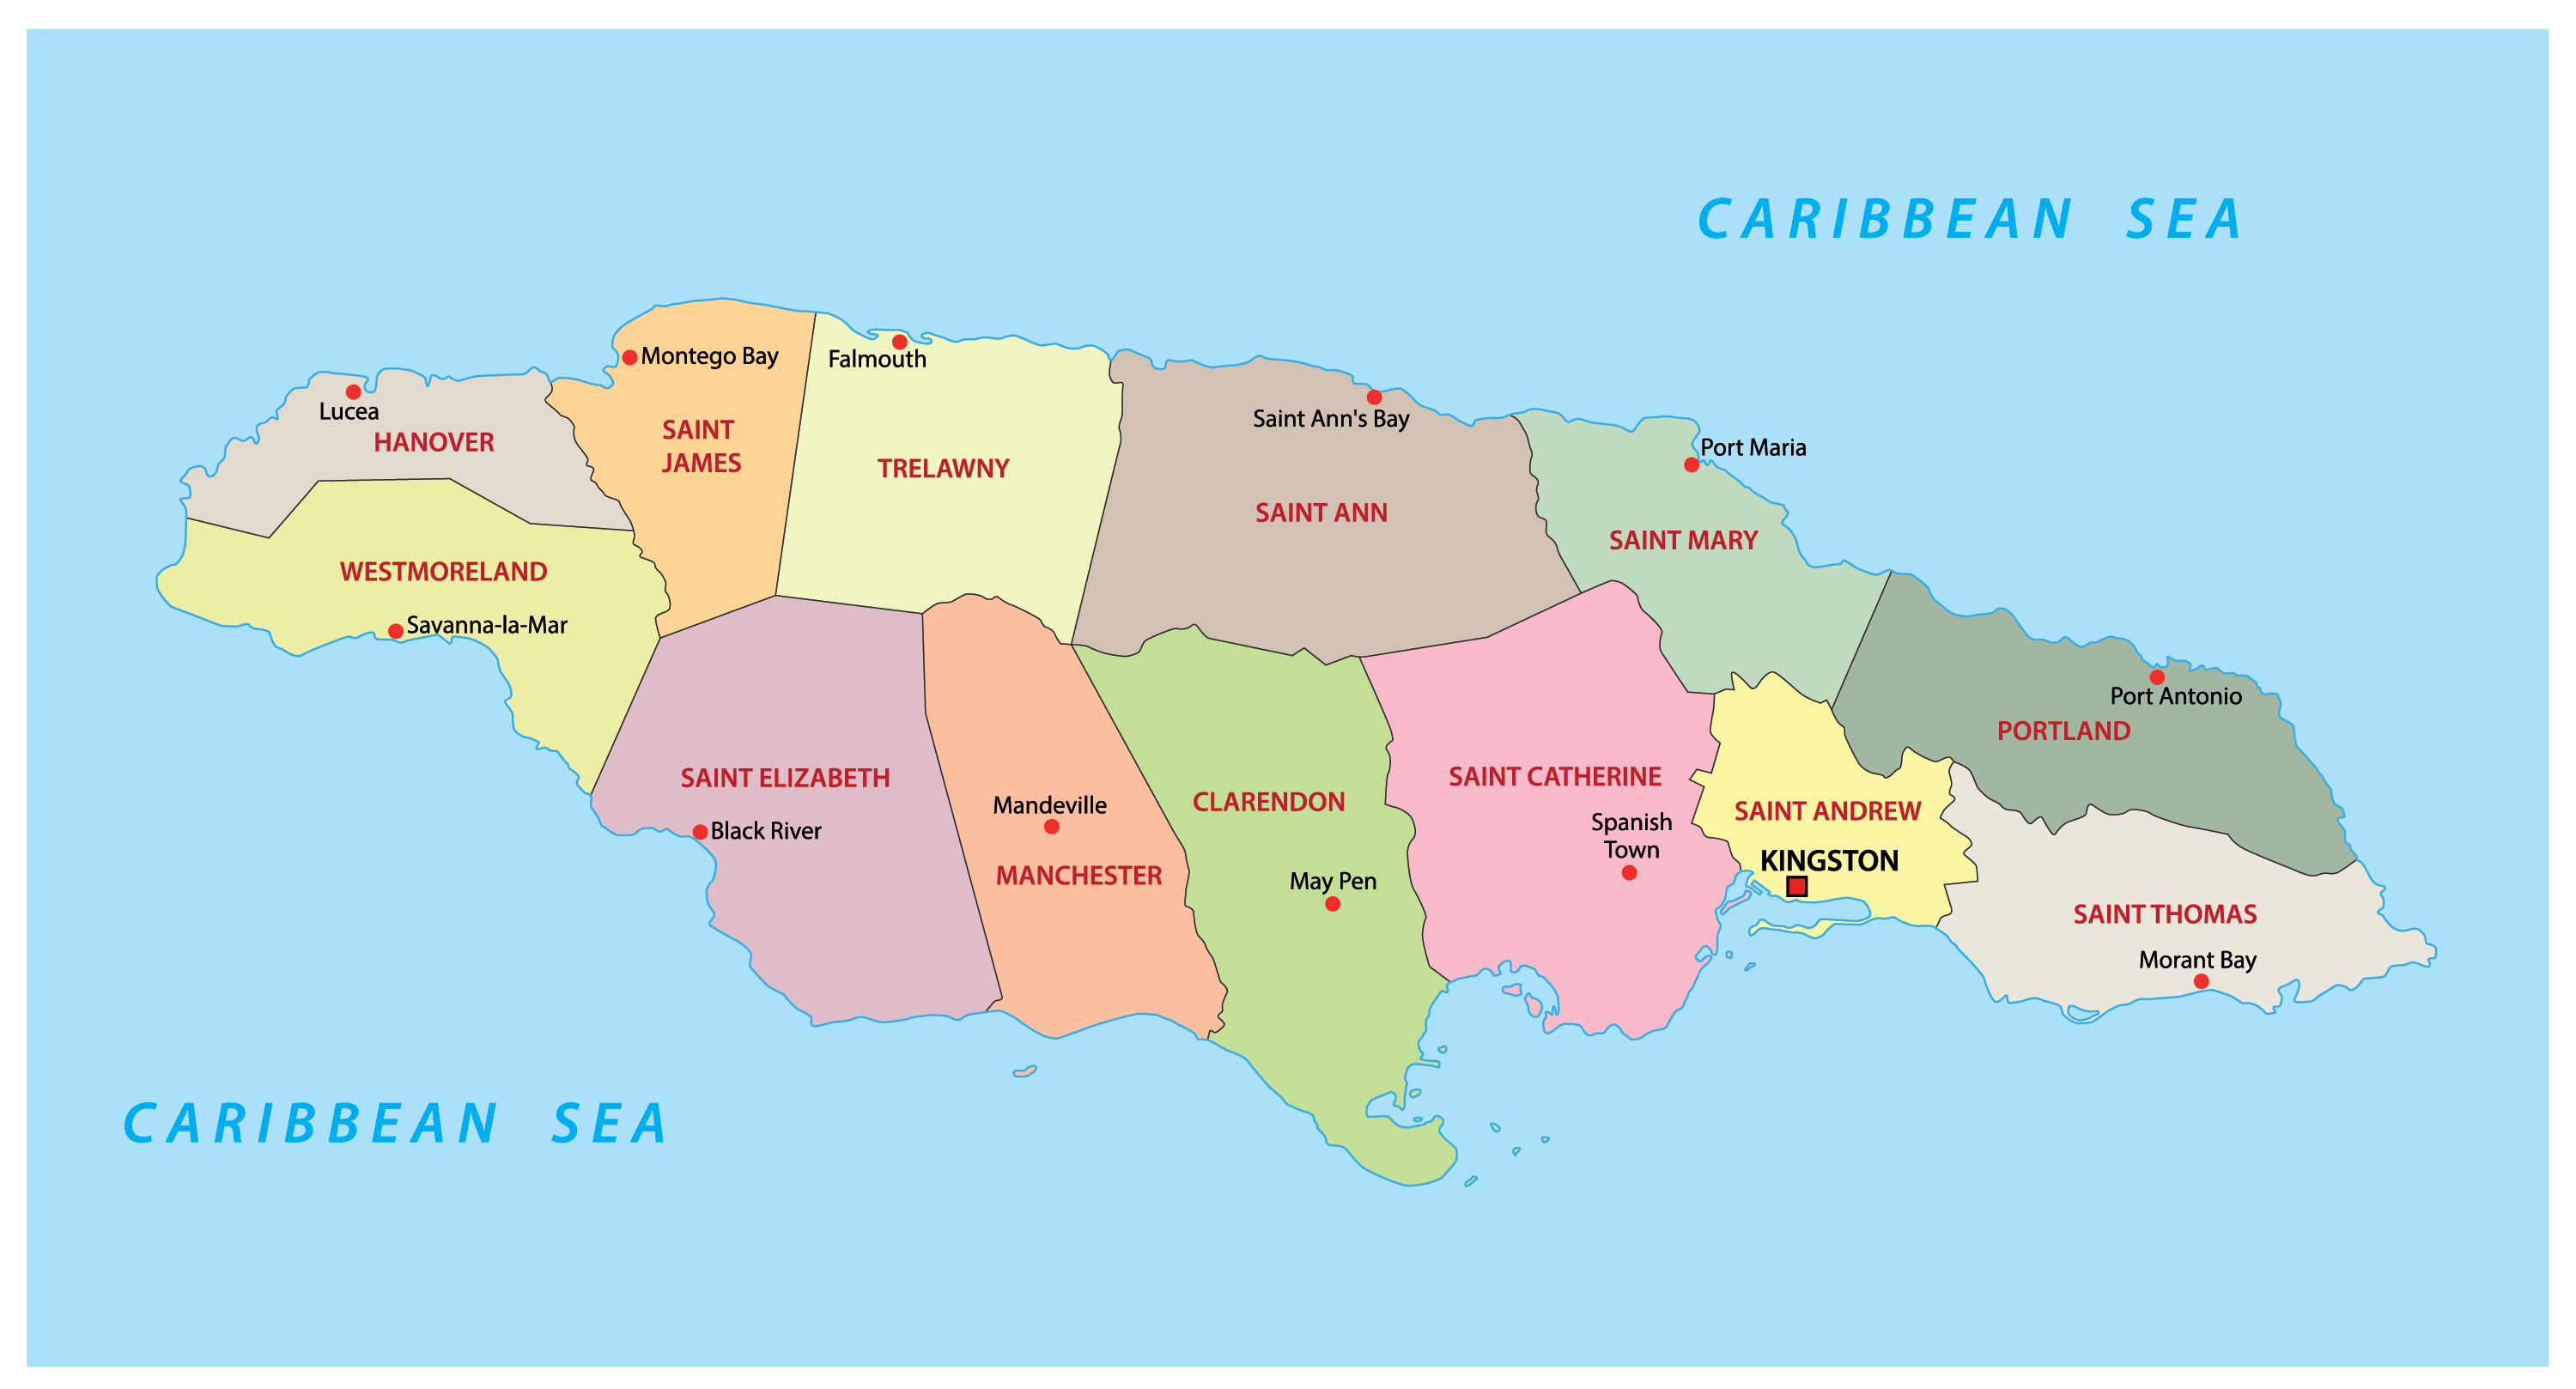 CARIBBEAN SEA
Montego Bay
Falmouth
Lucea
HANOVER
SAINT
JAMES
TRELAWNY
Saint Ann's Bay
SAINT ANN
Port Maria
SAINT MARY
WESTMORELAND
Savanna-la-Mar
Port Antonio
PORTLAND
SAINT ELIZABETH
Black River
Mandeville
MANCHESTER
CLARENDON
May Pen
SAINT CATHERINE
Spanish
Town
SAINT ANDREW
KINGSTON
SAINT THOMAS
Morant Bay
CARIBBEAN SEA